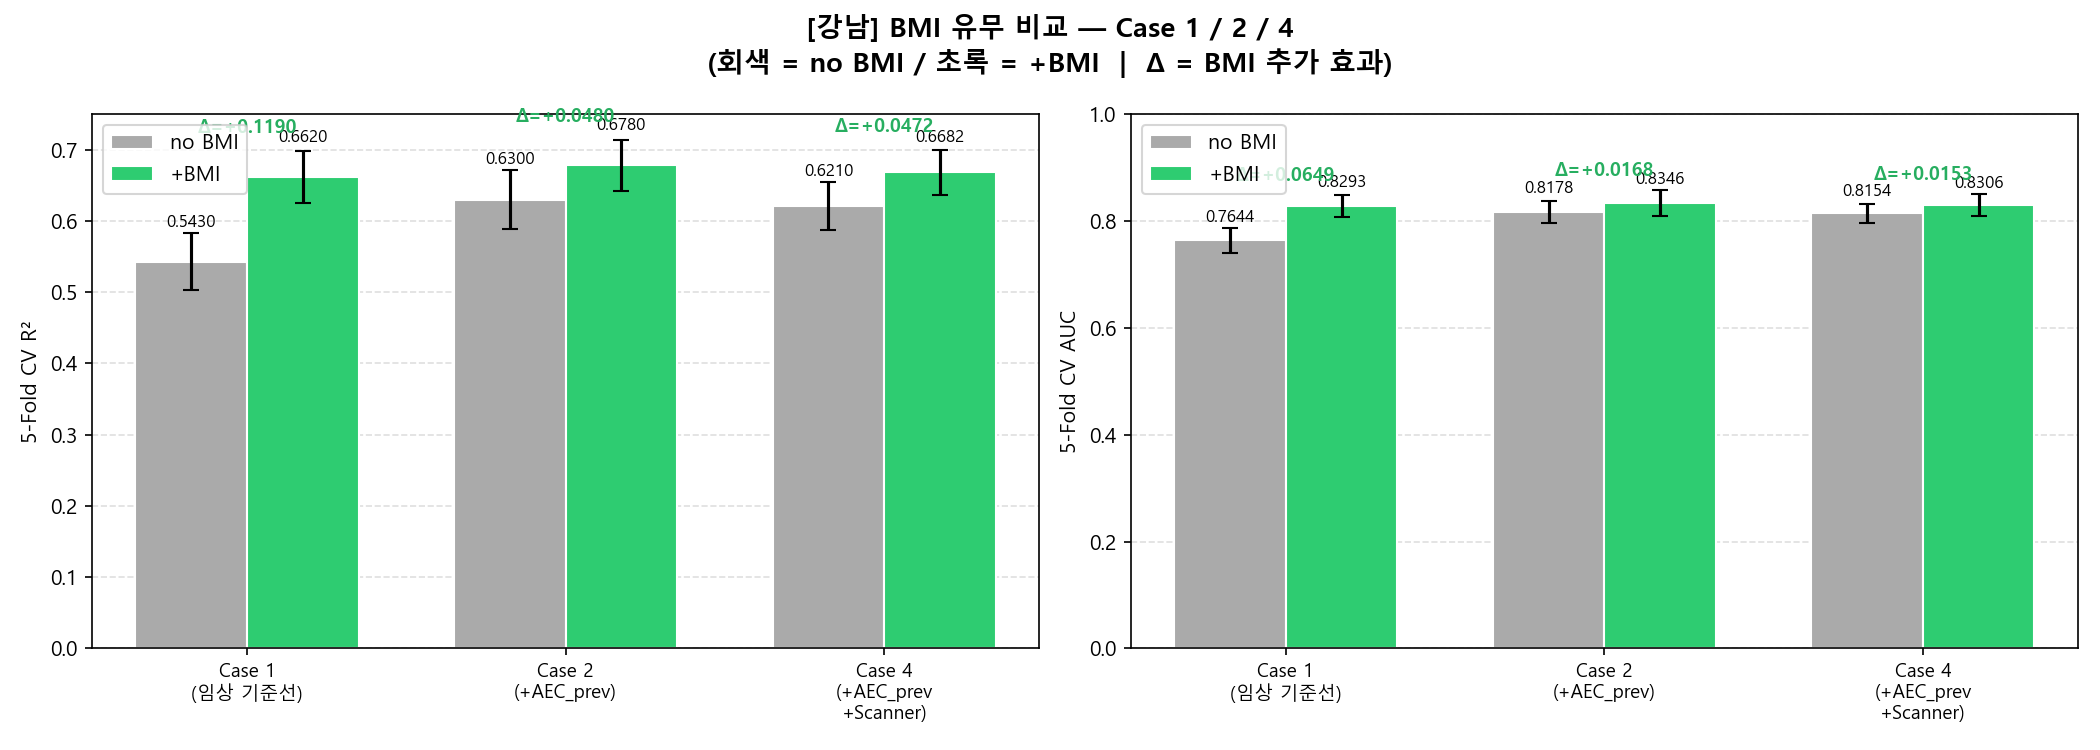 [강남] BMI 유무 비교 — Case 1 / 2 / 4
(회색 = no BMI / 초록 = +BMI | Δ = BMI 추가 효과)
5-Fold CV R²
0.7
0.6
0.5
0.4
0.3
0.2
0.1
0.0
no BMI
+BMI
Δ=+0.1190
0.5430
0.6620
Δ=+0.0480
0.6300
0.6780
Δ=+0.0472
0.6210
0.6682
Case 1
(임상 기준선)
Case 2
(+AEC_prev)
Case 4
(+AEC_prev
+Scanner)
5-Fold CV AUC
1.0
0.8
0.6
0.4
0.2
0.0
no BMI
+BMI
+0.0649
0.7644
0.8293
Δ=+0.0168
0.8178
0.8346
Δ=+0.0153
0.8154
0.8306
Case 1
(임상 기준선)
Case 2
(+AEC_prev)
Case 4
(+AEC_prev
+Scanner)